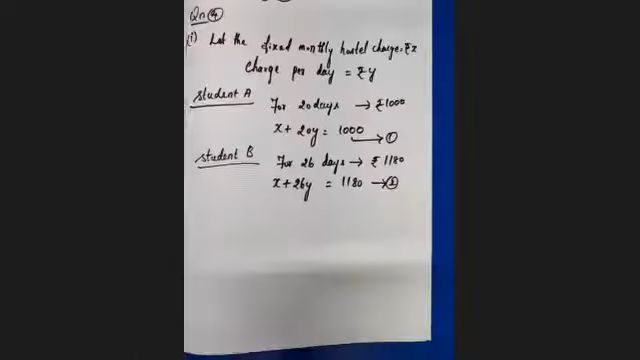 Qn 4
(i) Let the fixed monthly hostel charge = ₹x
Charge per day = ₹y
Student A
For 20 days → ₹1000
x + 20y = 1000 → ①
Student B
For 26 days → ₹1180
x + 26y = 1180 → ②